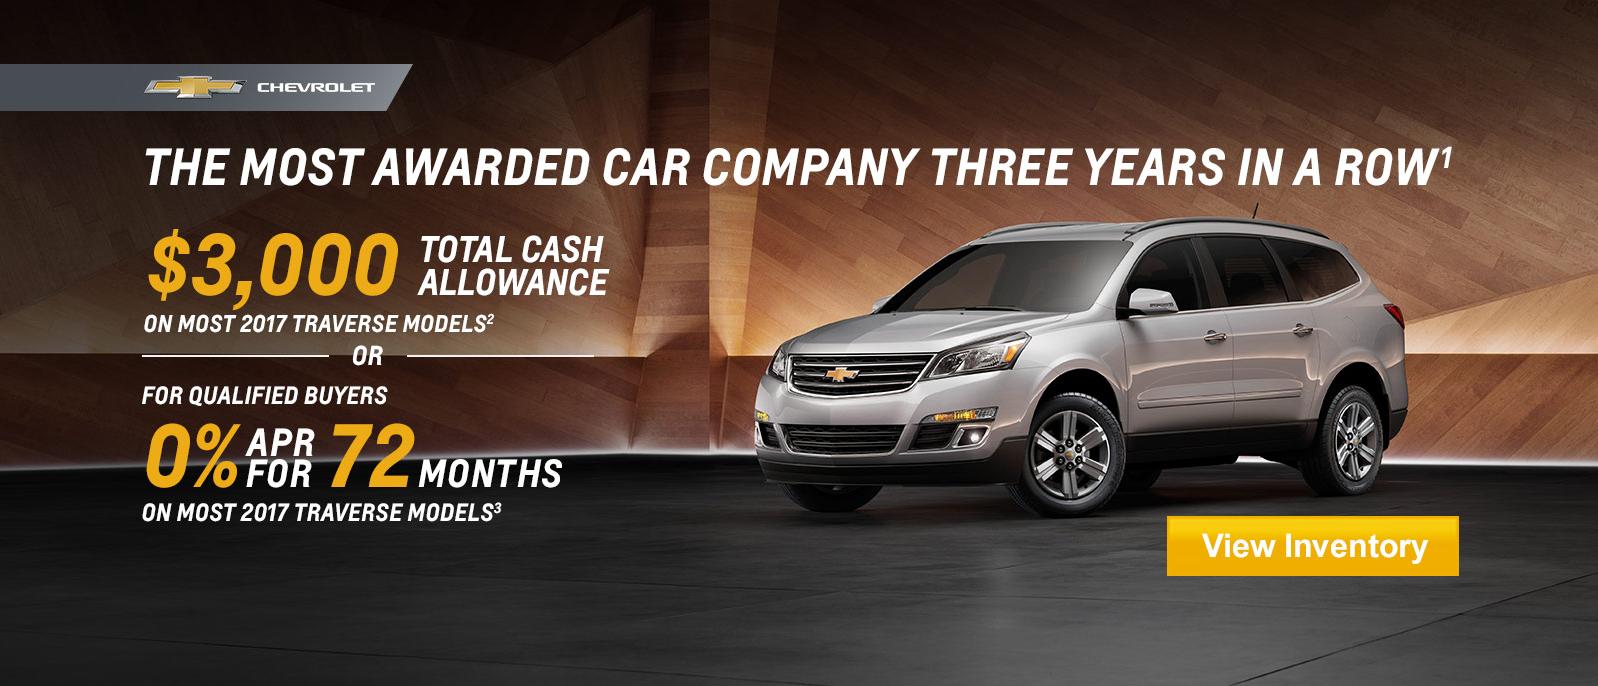 CHEVROLET
THE MOST AWARDED CAR COMPANY THREE YEARS IN A ROW¹
$3,000 TOTAL CASH
ALLOWANCE
ON MOST 2017 TRAVERSE MODELS²
OR
FOR QUALIFIED BUYERS
0% APR
FOR 72 MONTHS
ON MOST 2017 TRAVERSE MODELS³
View Inventory